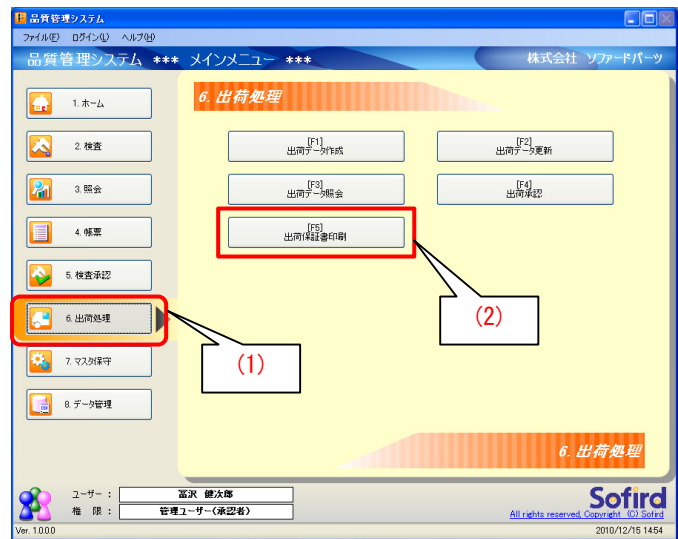 品質管理システム
ファイル(F) ログイン(L) ヘルプ(H)
品質管理システム *** メインメニュー *** 株式会社 ソファードパーツ
6. 出荷処理
1. ホーム
2. 検査
3. 照会
4. 帳票
5. 検査承認
6. 出荷処理
7. マスタ保守
8. データ管理
[F1]
出荷データ作成
[F2]
出荷データ更新
[F3]
出荷データ照会
[F4]
出荷承認
[F5]
出荷保証書印刷
(1)
(2)
6. 出荷処理
ユーザー : 冨沢 健次郎
権 限 : 管理ユーザー(承認者)
Sofird
All rights reserved, Copyright (C) Sofird
Ver. 1.0.0.0
2010/12/15 14:54